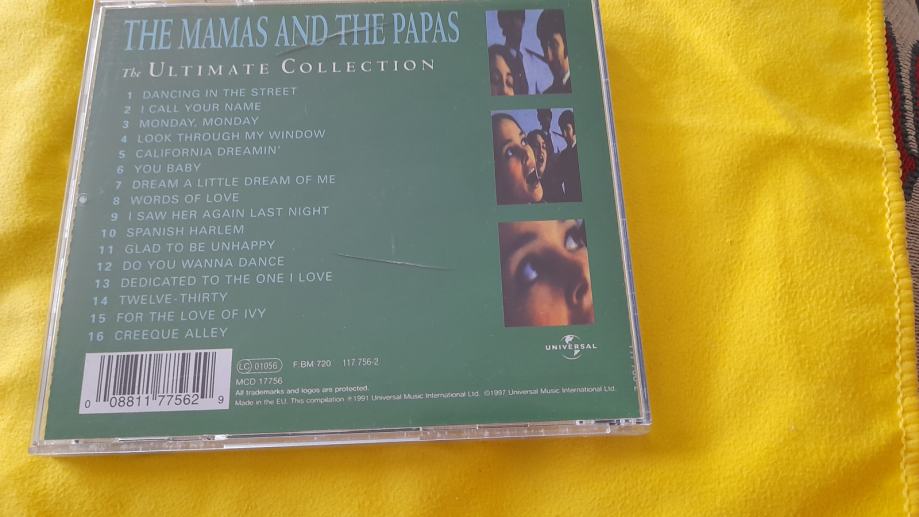 THE MAMAS AND THE PAPAS
The ULTIMATE COLLECTION
1 DANCING IN THE STREET
2 I CALL YOUR NAME
3 MONDAY, MONDAY
4 LOOK THROUGH MY WINDOW
5 CALIFORNIA DREAMIN'
6 YOU BABY
7 DREAM A LITTLE DREAM OF ME
8 WORDS OF LOVE
9 I SAW HER AGAIN LAST NIGHT
10 SPANISH HARLEM
11 GLAD TO BE UNHAPPY
12 DO YOU WANNA DANCE
13 DEDICATED TO THE ONE I LOVE
14 TWELVE-THIRTY
15 FOR THE LOVE OF IVY
16 CREEQUE ALLEY
UNIVERSAL
LC 01056 F:BM 720 117 756-2
MCD 17756
All trademarks and logos are protected.
Made in the EU. This compilation ℗1991 Universal Music International Ltd. ©1997 Universal Music International Ltd.
0 08811 77562 9